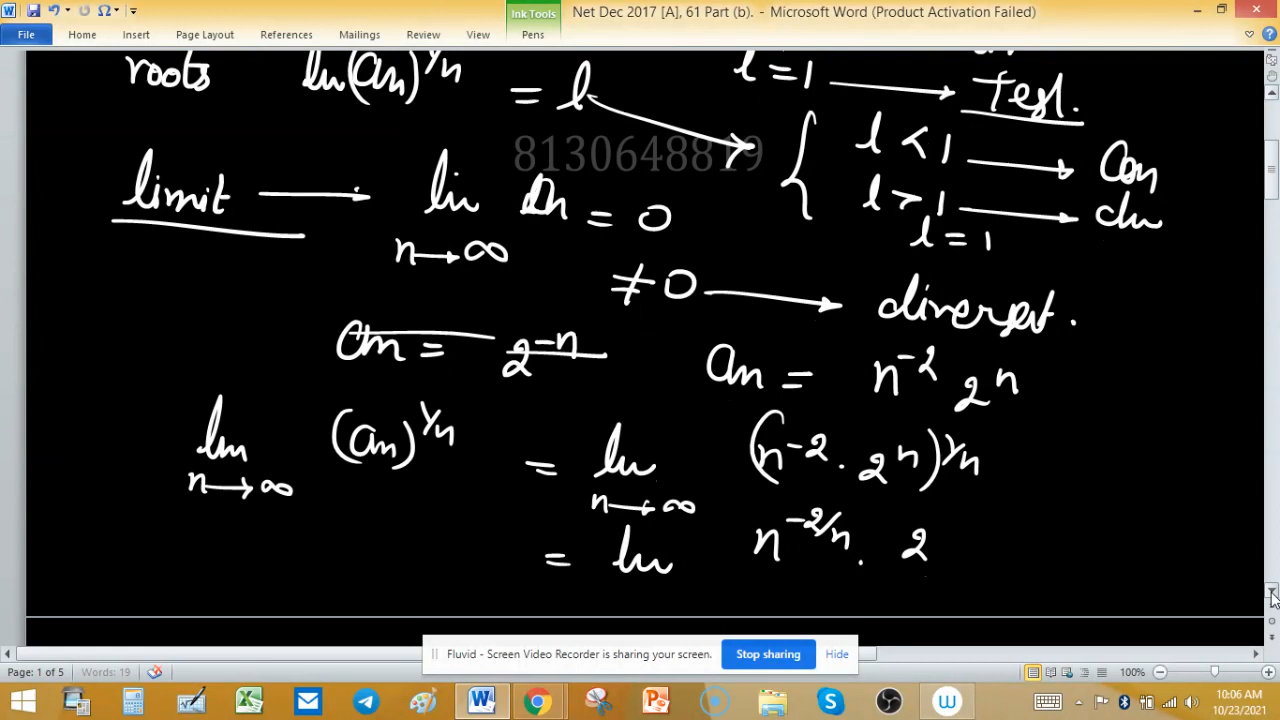 Ink Tools
Net Dec 2017 [A], 61 Part (b). - Microsoft Word (Product Activation Failed)
File Home Insert Page Layout References Mailings Review View Pens
roots ln(an)^1/n = l
l = 1 → Test.
8130648819
l < 1 → Con
limit → lim n→∞ an = 0
l > 1 → div
l = 1
≠ 0 → divergent.
an = 2^-n
an = n^-2 2^n
lim n→∞ (an)^1/n = lim n→∞ (n^-2 . 2^n)^1/n
= lim n^-2/n . 2
Fluvid - Screen Video Recorder is sharing your screen. Stop sharing Hide
Page: 1 of 5 Words: 19 100%
10:06 AM
10/23/2021